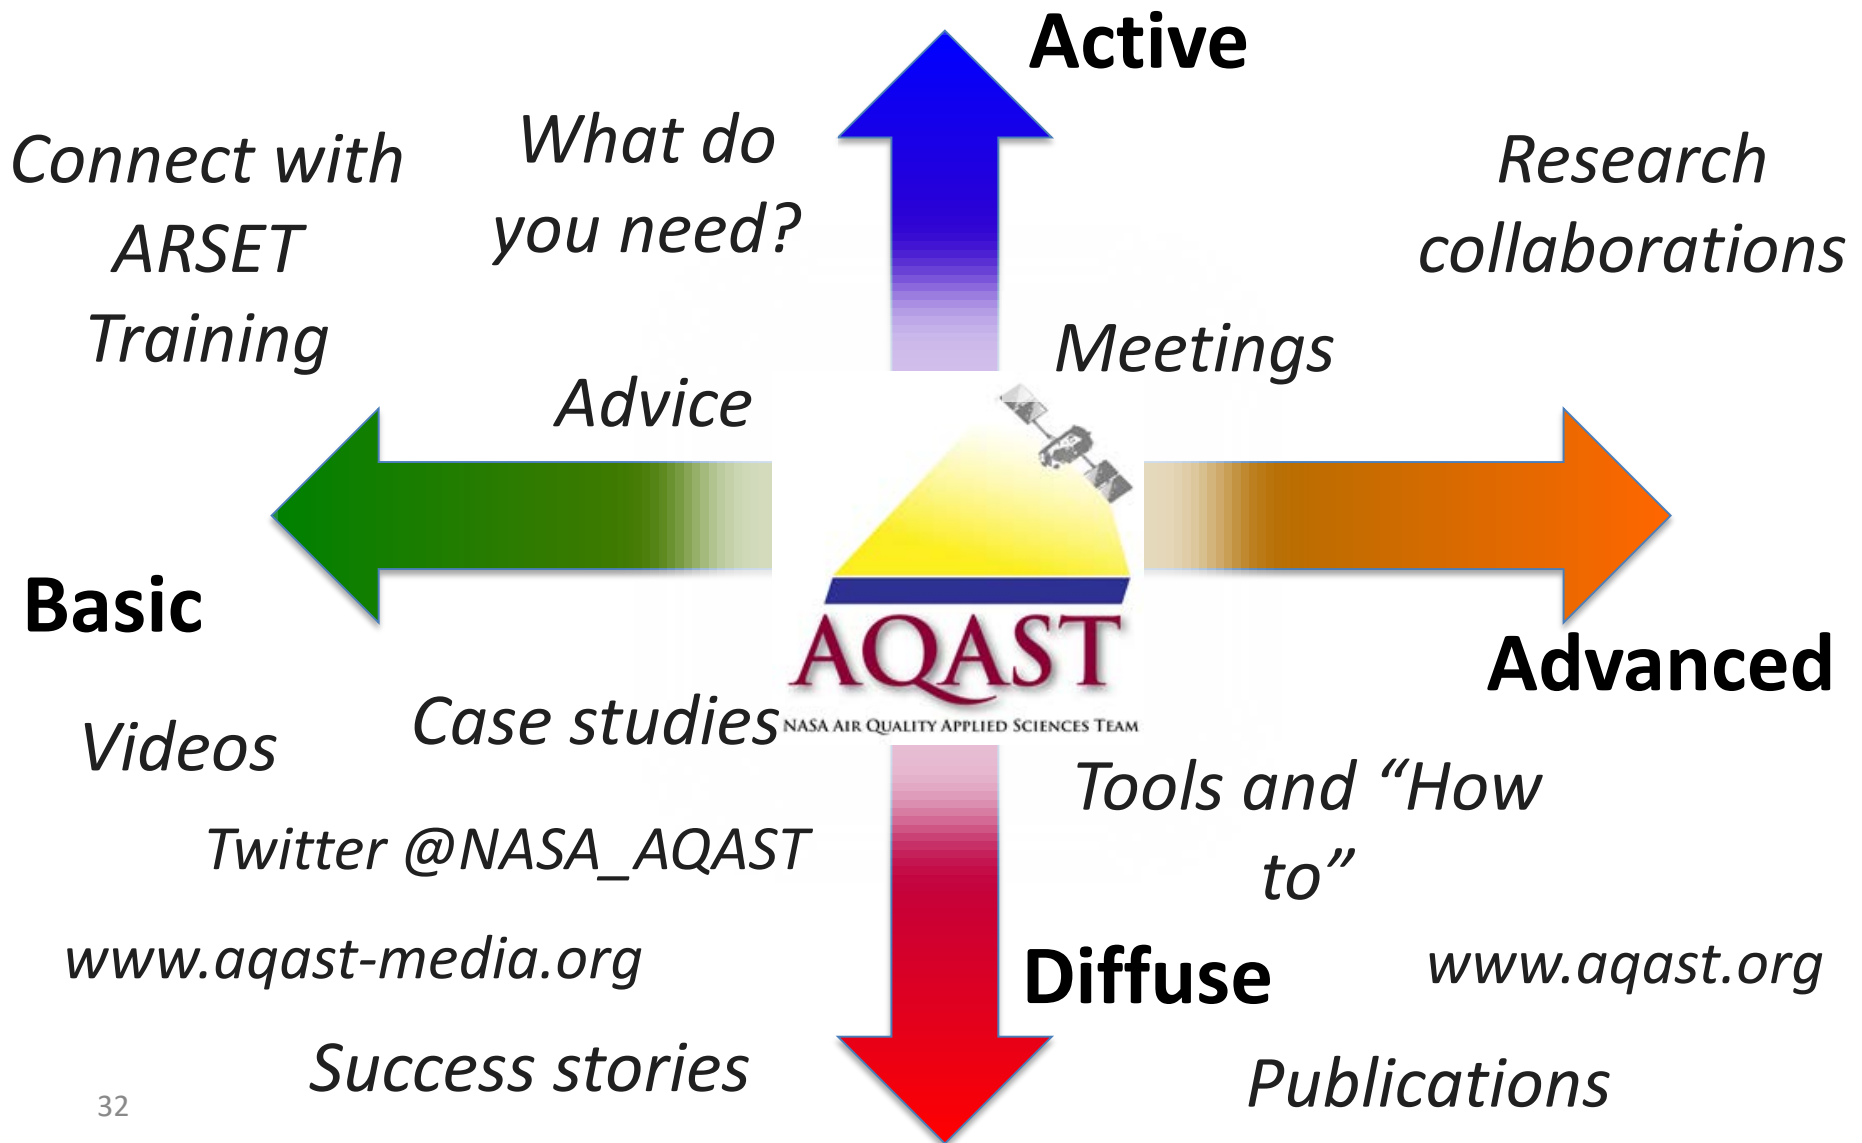 Active
Connect with
ARSET
Training
What do
you need?
Research
collaborations
Meetings
Advice
Basic
Advanced
AQAST
NASA AIR QUALITY APPLIED SCIENCES TEAM
Videos
Case studies
Tools and “How
to”
Twitter @NASA_AQAST
www.aqast-media.org
Diffuse
www.aqast.org
Success stories
Publications
32